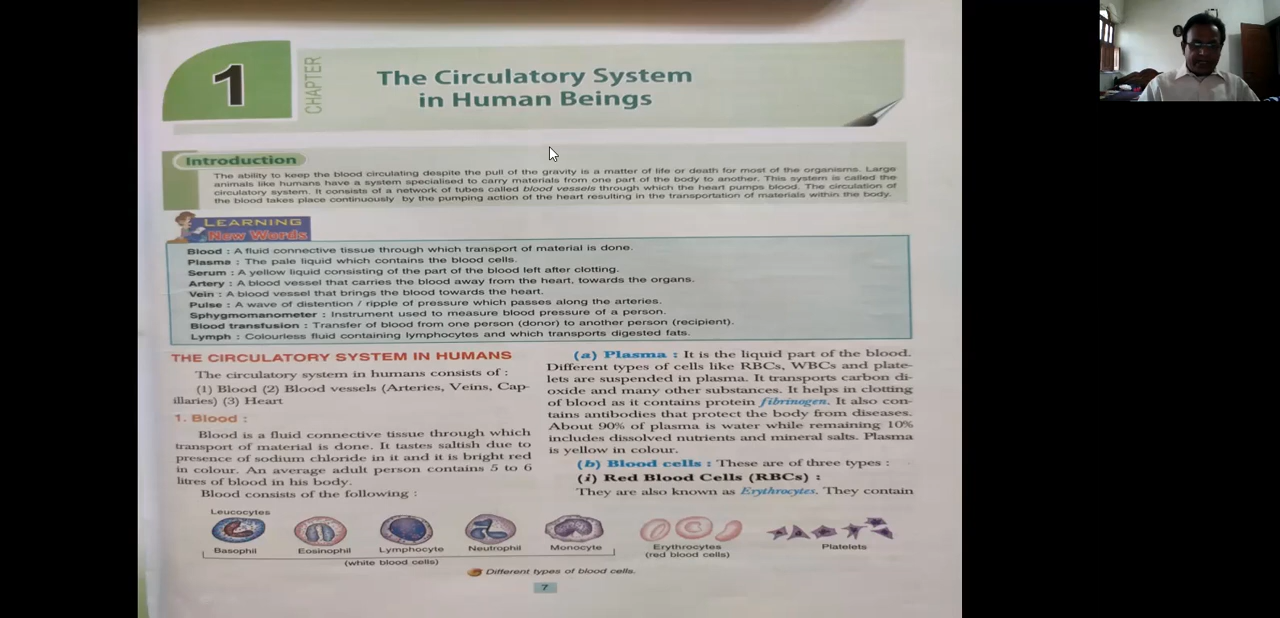 1
CHAPTER
The Circulatory System
in Human Beings
Introduction
The ability to keep the blood circulating despite the pull of the gravity is a matter of life or death for most of the organisms. Large
animals like humans have a system specialised to carry materials from one part of the body to another. This system is called the
circulatory system. It consists of a network of tubes called blood vessels through which the heart pumps blood. The circulation of
the blood takes place continuously by the pumping action of the heart resulting in the transportation of materials within the body.
LEARNING
New Words
Blood : A fluid connective tissue through which transport of material is done.
Plasma : The pale liquid which contains the blood cells.
Serum : A yellow liquid consisting of the part of the blood left after clotting.
Artery : A blood vessel that carries the blood away from the heart, towards the organs.
Vein : A blood vessel that brings the blood towards the heart.
Pulse : A wave of distention / ripple of pressure which passes along the arteries.
Sphygmomanometer : Instrument used to measure blood pressure of a person.
Blood transfusion : Transfer of blood from one person (donor) to another person (recipient).
Lymph : Colourless fluid containing lymphocytes and which transports digested fats.
THE CIRCULATORY SYSTEM IN HUMANS
The circulatory system in humans consists of :
(1) Blood (2) Blood vessels (Arteries, Veins, Cap-
illaries) (3) Heart
1. Blood :
Blood is a fluid connective tissue through which
transport of material is done. It tastes saltish due to
presence of sodium chloride in it and it is bright red
in colour. An average adult person contains 5 to 6
litres of blood in his body.
Blood consists of the following :
(a) Plasma : It is the liquid part of the blood.
Different types of cells like RBCs, WBCs and plate-
lets are suspended in plasma. It transports carbon di-
oxide and many other substances. It helps in clotting
of blood as it contains protein fibrinogen. It also con-
tains antibodies that protect the body from diseases.
About 90% of plasma is water while remaining 10%
includes dissolved nutrients and mineral salts. Plasma
is yellow in colour.
(b) Blood cells : These are of three types :
(i) Red Blood Cells (RBCs) :
They are also known as Erythrocytes. They contain
Leucocytes
Basophil Eosinophil Lymphocyte Neutrophil Monocyte
(white blood cells)
Erythrocytes
(red blood cells)
Platelets
Different types of blood cells.
7